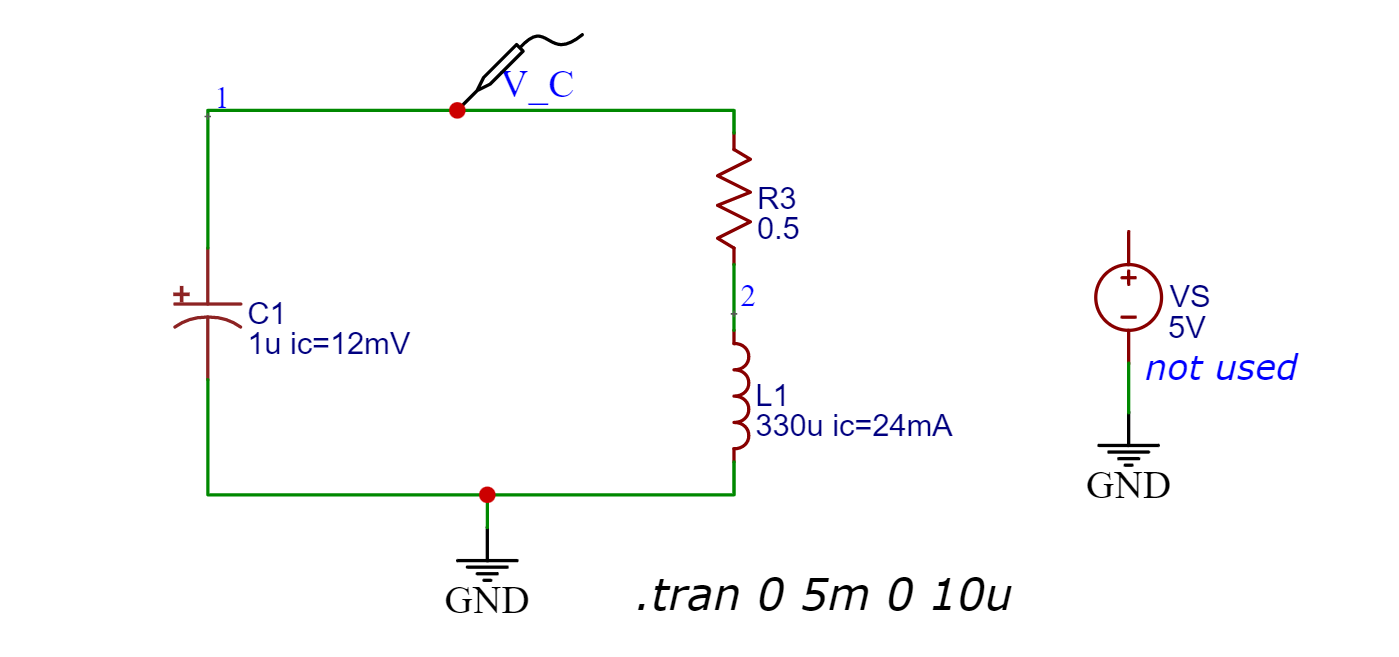 V_C
1
R3
0.5
2
C1
1u ic=12mV
L1
330u ic=24mA
+
VS
5V
not used
GND
GND
.tran 0 5m 0 10u